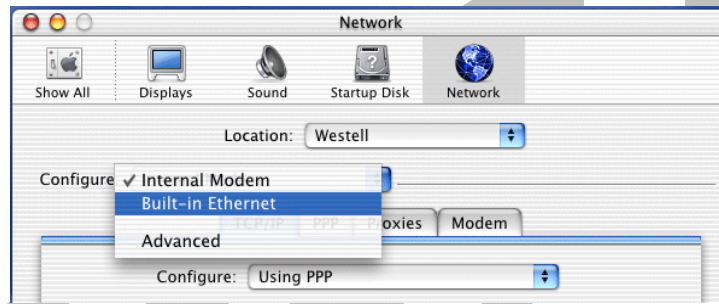 Network
Show All Displays Sound Startup Disk Network
Location: Westell
Configure ✓ Internal Modem
Built-in Ethernet
TCP/IP PPP Proxies Modem
Advanced
Configure: Using PPP